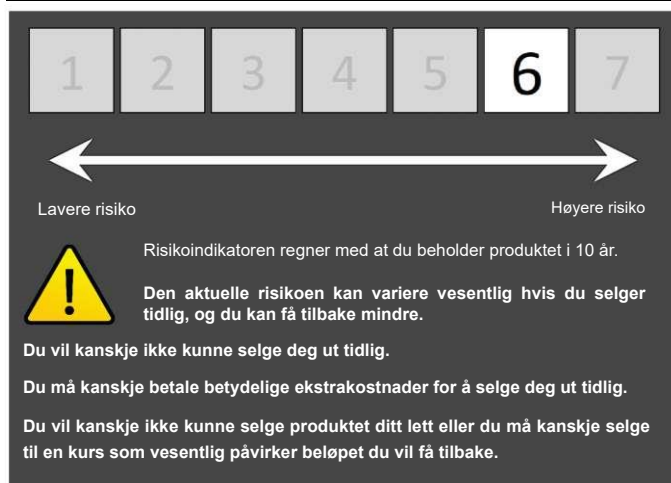 1 2 3 4 5 6 7
Lavere risiko Høyere risiko
Risikoindikatoren regner med at du beholder produktet i 10 år.
Den aktuelle risikoen kan variere vesentlig hvis du selger
tidlig, og du kan få tilbake mindre.
Du vil kanskje ikke kunne selge deg ut tidlig.
Du må kanskje betale betydelige ekstrakostnader for å selge deg ut tidlig.
Du vil kanskje ikke kunne selge produktet ditt lett eller du må kanskje selge
til en kurs som vesentlig påvirker beløpet du vil få tilbake.